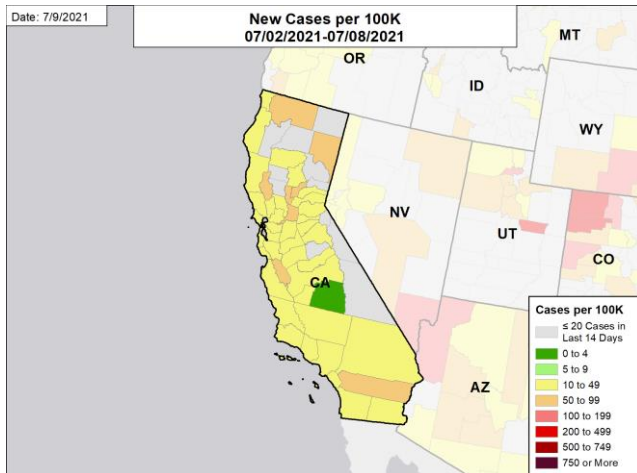 Date: 7/9/2021
New Cases per 100K
07/02/2021-07/08/2021
MT
OR
ID
WY
NV
UT
CO
CA
AZ
Cases per 100K
≤ 20 Cases in
Last 14 Days
0 to 4
5 to 9
10 to 49
50 to 99
100 to 199
200 to 499
500 to 749
750 or More